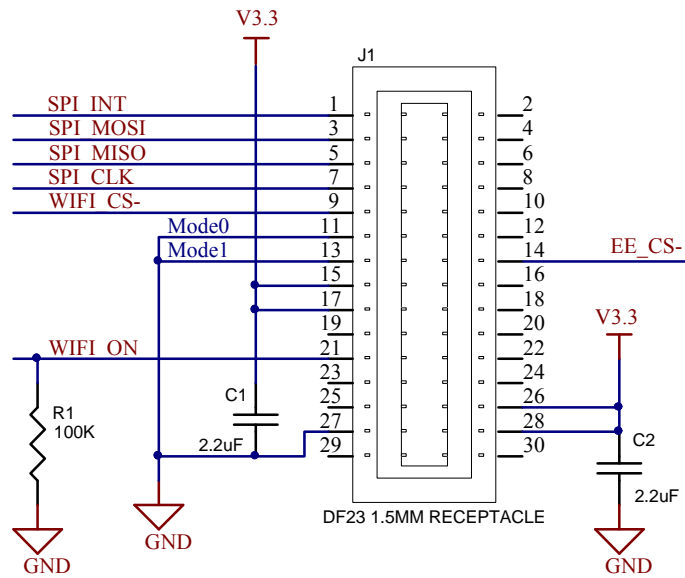 V3.3
J1
SPI_INT 1 2
SPI_MOSI 3 4
SPI_MISO 5 6
SPI_CLK 7 8
WIFI_CS- 9 10
Mode0 11 12
Mode1 13 14 EE_CS-
15 16
17 18
19 20
V3.3
WIFI_ON 21 22
23 24
C1
25 26
R1
100K
27 28
C2
2.2uF
29 30
2.2uF
DF23 1.5MM RECEPTACLE
GND
GND
GND